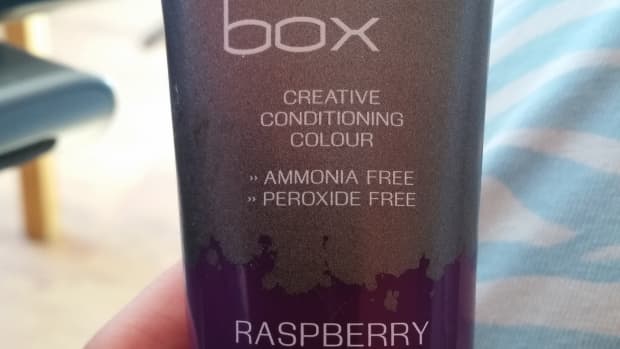 box
CREATIVE
CONDITIONING
COLOUR
» AMMONIA FREE
» PEROXIDE FREE
RASPBERRY